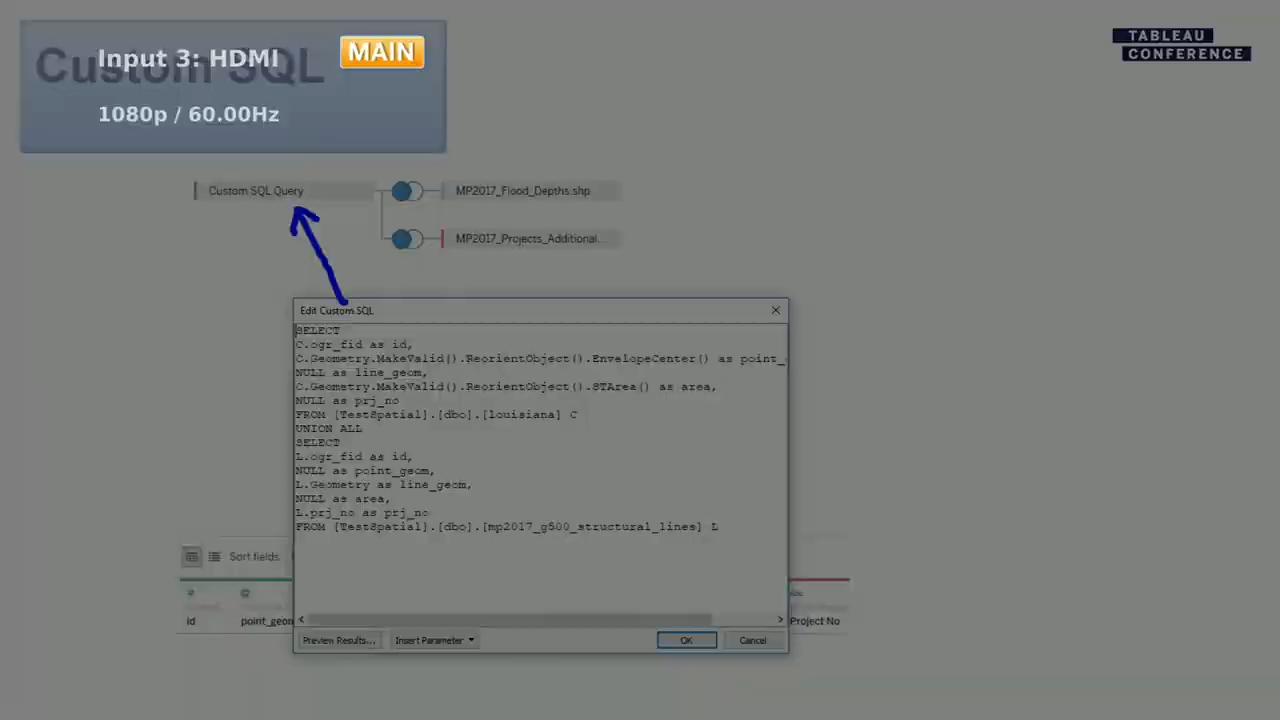 Custom SQL
Input 3: HDMI
MAIN
1080p / 60.00Hz
TABLEAU
CONFERENCE
Custom SQL Query
MP2017_Flood_Depths.shp
MP2017_Projects_Additional...
Edit Custom SQL
SELECT
C.ogr_fid as id,
C.Geometry.MakeValid().ReorientObject().EnvelopeCenter() as point_
NULL as line_geom,
C.Geometry.MakeValid().ReorientObject().STArea() as area,
NULL as prj_no
FROM [TestSpatial].[dbo].[louisiana] C
UNION ALL
SELECT
L.ogr_fid as id,
NULL as point_geom,
L.Geometry as line_geom,
NULL as area,
L.prj_no as prj_no
FROM [TestSpatial].[dbo].[mp2017_g500_structural_lines] L
Sort fields
id
point_geom
Project No
Preview Results...
Insert Parameter
OK
Cancel